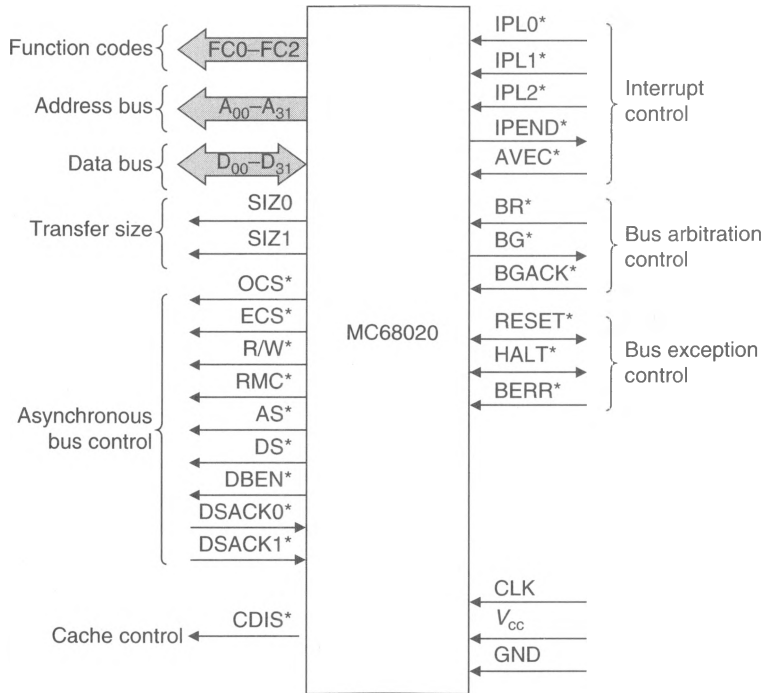 Function codes
FC0–FC2
Address bus
A00–A31
Data bus
D00–D31
Transfer size
SIZ0
SIZ1
Asynchronous
bus control
OCS*
ECS*
R/W*
RMC*
AS*
DS*
DBEN*
DSACK0*
DSACK1*
Cache control
CDIS*
MC68020
IPL0*
IPL1*
IPL2*
IPEND*
AVEC*
Interrupt
control
BR*
BG*
BGACK*
Bus arbitration
control
RESET*
HALT*
BERR*
Bus exception
control
CLK
Vcc
GND